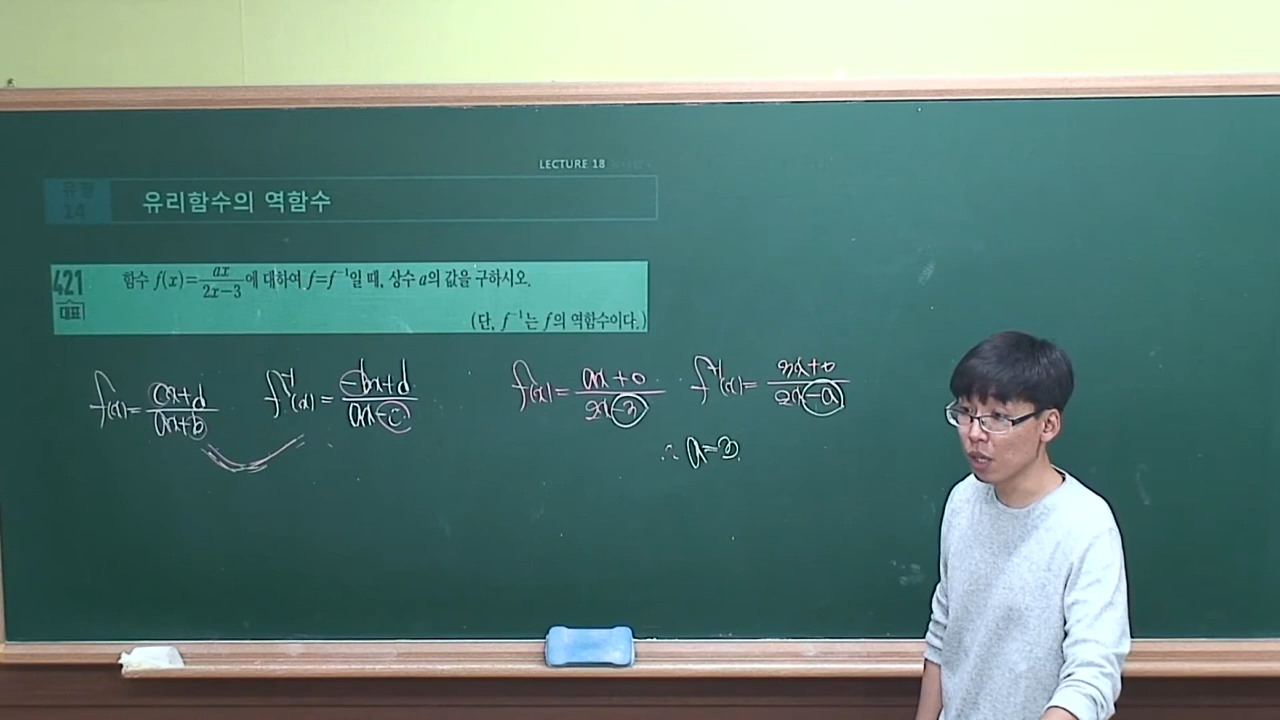 LECTURE 18
유형 14
유리함수의 역함수
421
대표
함수 f(x)=ax/2x−3에 대하여 f=f⁻¹일 때, 상수 a의 값을 구하시오.
(단, f⁻¹는 f의 역함수이다.)
f(x)=cx+d/ax+b f⁻¹(x)=−bx+d/ax−c f(x)=ax+0/2x−3 f⁻¹(x)=3x+0/2x−a
∴ a=3.